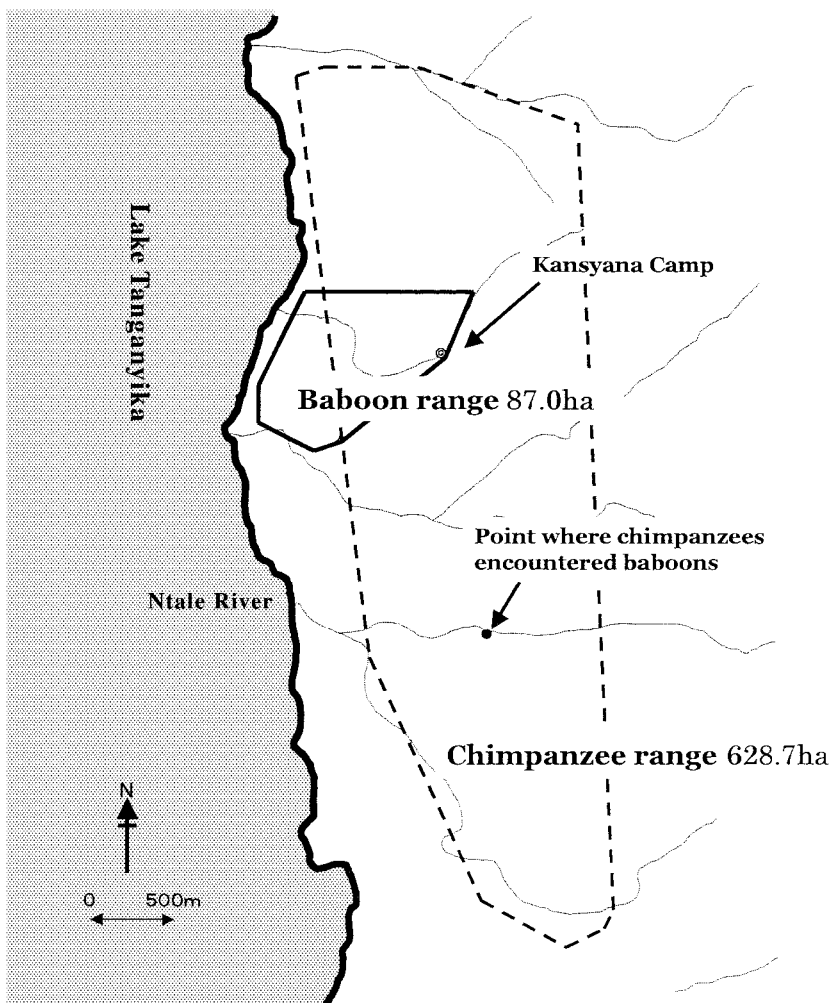 Lake Tanganyika
Kansyana Camp
Baboon range 87.0ha
Point where chimpanzees
encountered baboons
Ntale River
Chimpanzee range 628.7ha
N
0 500m